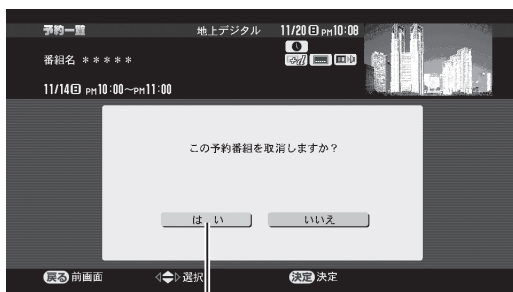 予約一覧 地上デジタル 11/20日 PM10:08
番組名 *****
11/14日 PM10:00～PM11:00
この予約番組を取消しますか？
はい いいえ
戻る 前画面 選択 決定 決定